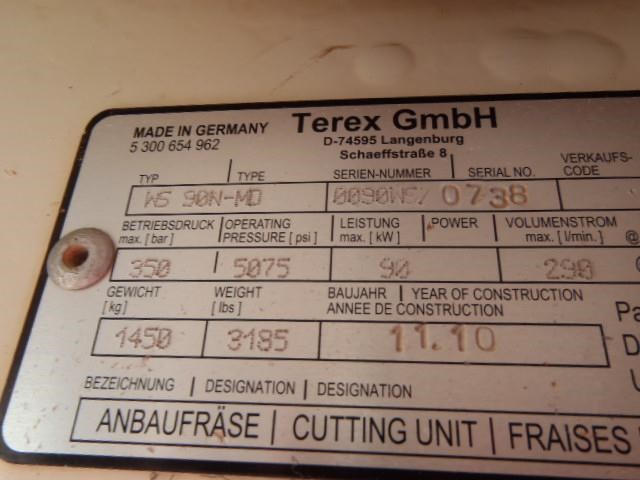 MADE IN GERMANY Terex GmbH
5 300 654 962 D-74595 Langenburg
Schaeffstraße 8
TYP TYPE SERIEN-NUMMER SERIAL NO. VERKAUFS-
CODE
WS 90N-MD 0090WS/ 0738
BETRIEBSDRUCK OPERATING LEISTUNG POWER VOLUMENSTROM
max. [ bar ] PRESSURE [ psi ] max. [ kW ] max. [ l/min. ] @
350 5075 90 290
GEWICHT WEIGHT BAUJAHR YEAR OF CONSTRUCTION
[ kg ] [ lbs ] ANNEE DE CONSTRUCTION
1450 3185 11.10
BEZEICHNUNG | DESIGNATION | DESIGNATION
ANBAUFRÄSE | CUTTING UNIT | FRAISES